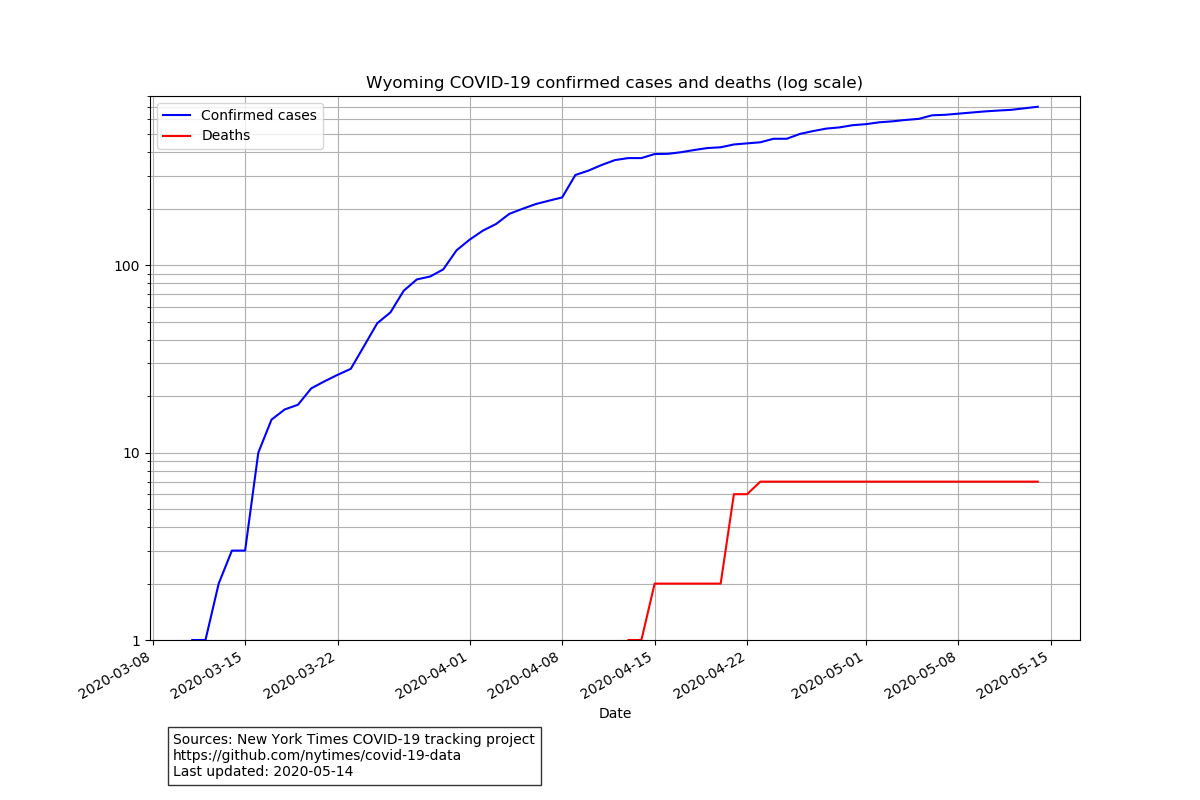 Wyoming COVID-19 confirmed cases and deaths (log scale)
Confirmed cases
Deaths
100
10
1
2020-03-08
2020-03-15
2020-03-22
2020-04-01
2020-04-08
2020-04-15
2020-04-22
2020-05-01
2020-05-08
2020-05-15
Date
Sources: New York Times COVID-19 tracking project
https://github.com/nytimes/covid-19-data
Last updated: 2020-05-14